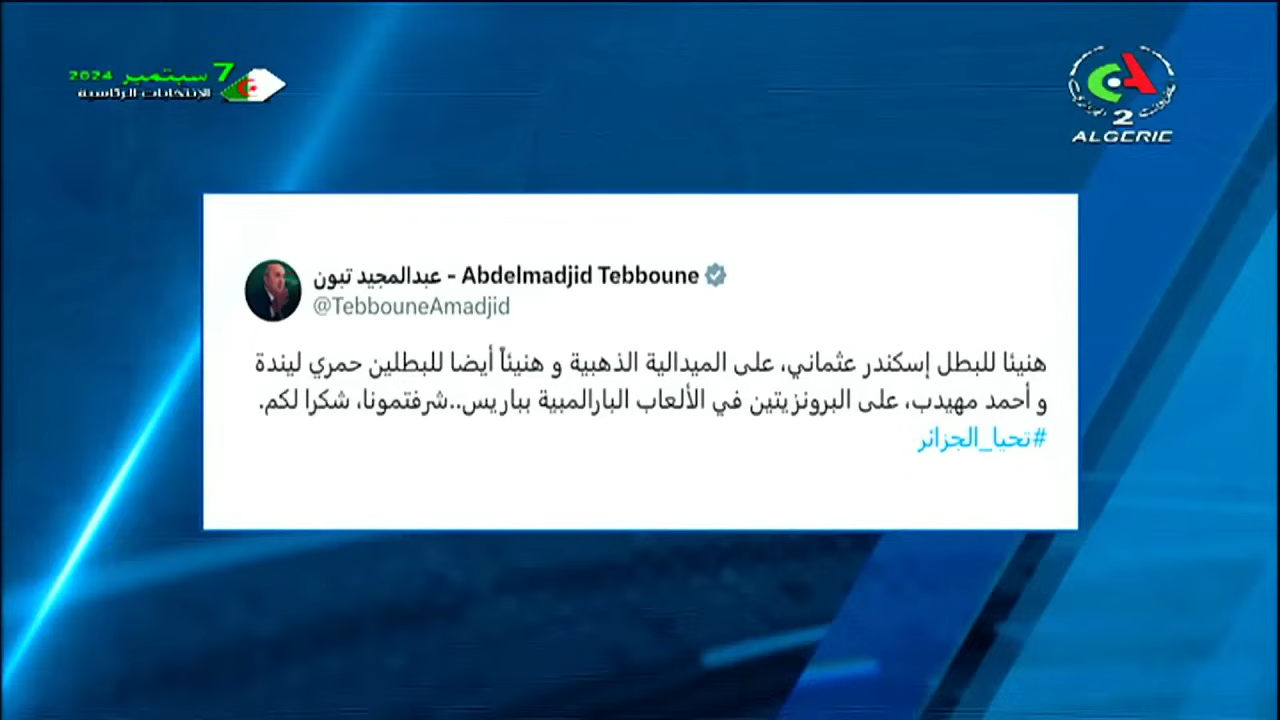 7 سبتمبر 2024
الانتخابات الرئاسية
2
ALGERIE
عبدالمجيد تبون - Abdelmadjid Tebboune
@TebbouneAmadjid
هنيئا للبطل إسكندر عثماني، على الميدالية الذهبية و هنيئاً أيضا للبطلين حمري ليندة
و أحمد مهيدب، على البرونزيتين في الألعاب البارالمبية بباريس..شرفتمونا، شكرا لكم.
#تحيا_الجزائر